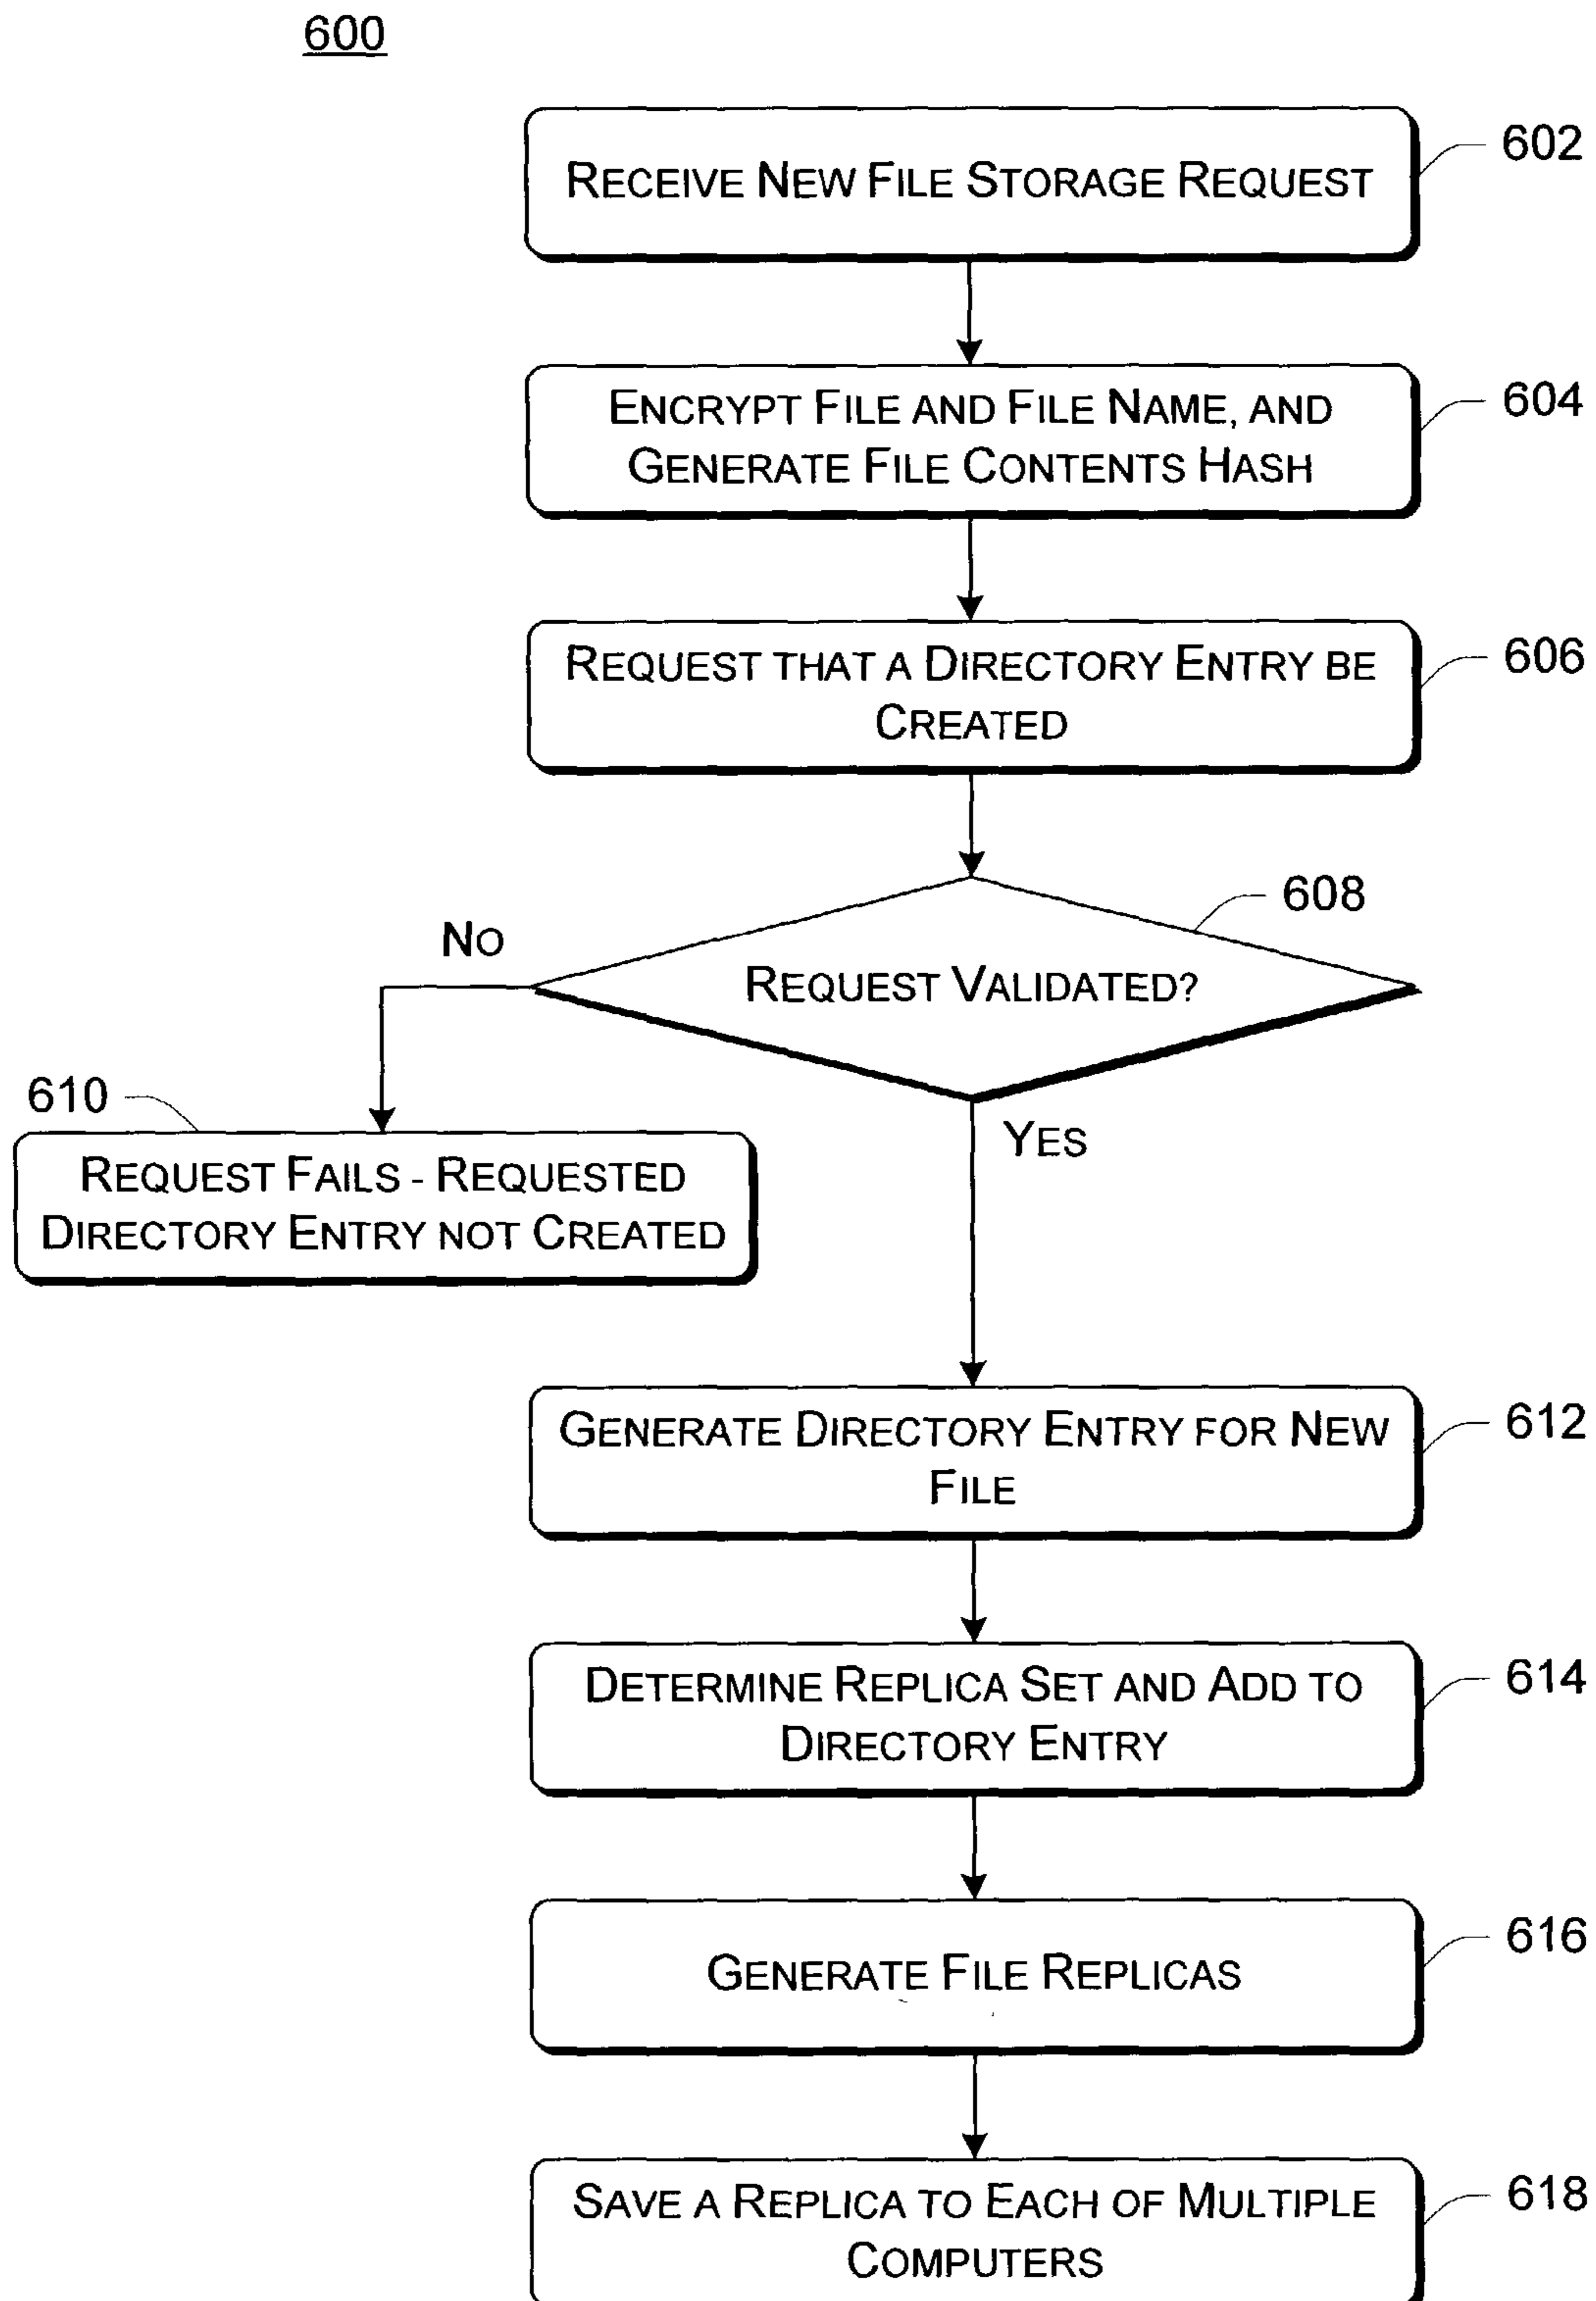 600
RECEIVE NEW FILE STORAGE REQUEST
602
ENCRYPT FILE AND FILE NAME, AND
GENERATE FILE CONTENTS HASH
604
REQUEST THAT A DIRECTORY ENTRY BE
CREATED
606
608
NO
REQUEST VALIDATED?
610
YES
REQUEST FAILS - REQUESTED
DIRECTORY ENTRY NOT CREATED
GENERATE DIRECTORY ENTRY FOR NEW
FILE
612
DETERMINE REPLICA SET AND ADD TO
DIRECTORY ENTRY
614
GENERATE FILE REPLICAS
616
SAVE A REPLICA TO EACH OF MULTIPLE
COMPUTERS
618